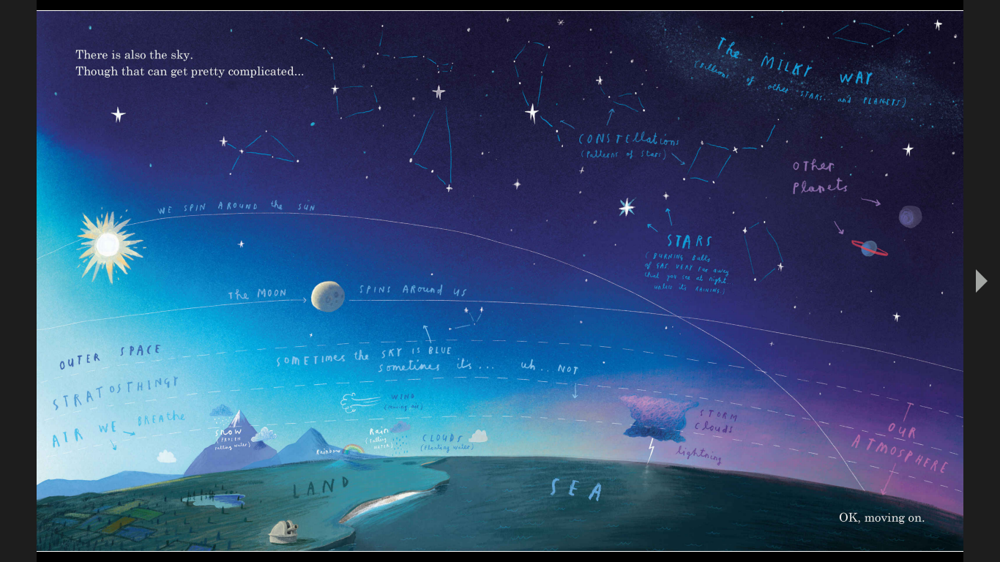 There is also the sky.
Though that can get pretty complicated...
The MILKY WAY
(Billions of other STARS... and PLANETS)
CONSTEllations
(Patterns of Stars)
OTHer
Planets
WE SPIN AROUND the SUN
STARS
(BURNING Balls
of GAS VERY Far away
that you see at night...
unless it's RAINING)
The MOON SPINS ARound US
OUTER SPACE
SOMETIMES the SKY IS BLUE
Sometimes it's... uh.. NOT
STRATOSTHINGY
WIND
(Moving air)
AIR WE BREAthe
STORM
Clouds
OUR
ATMOSPHERE
SNOW
(FROZEN
Falling Water)
Rain
(Falling
WATER)
CLOUDS
(Floating Water)
Rainbow
lightning
LAND
SEA
OK, moving on.